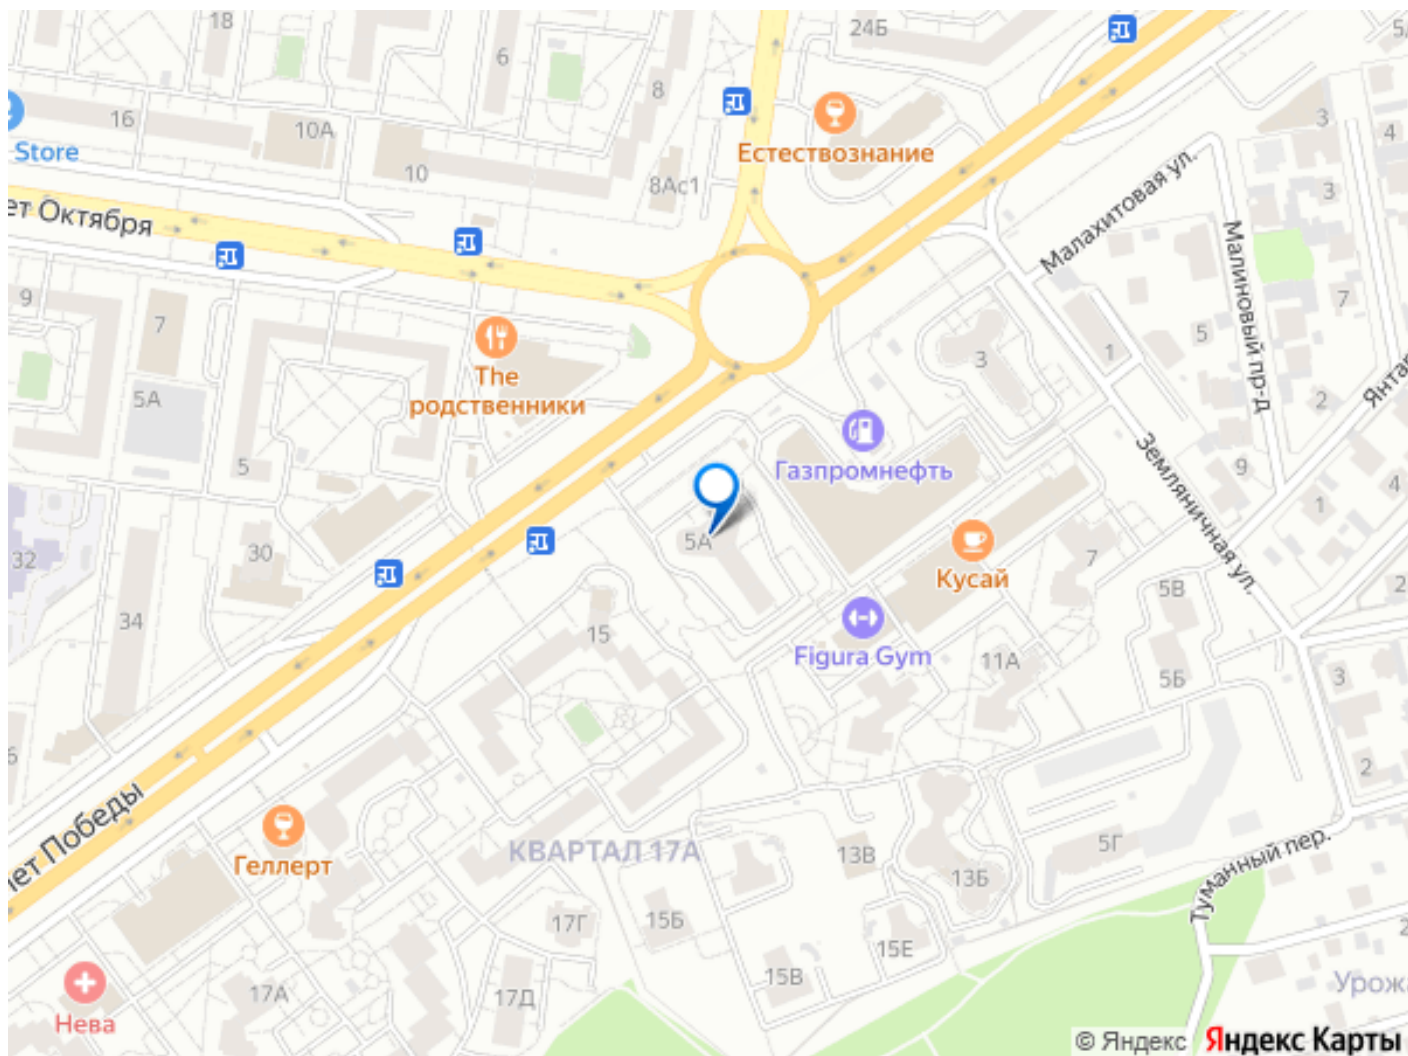 18
6
24Б
8
16
10А
Store
10
8Ас1
Естествознание
3
4
Малахитовая ул.
3
Малиновый пр-д
ет Октября
9
7
7
The
родственники
5
1
3
5А
2
Газпромнефть
5
9
Земляничная ул.
4
1
32
30
5А
Кусай
7
5В
2
34
15
Figura Gym
11А
5Б
3
2
ет Победы
Геллерт
КВАРТАЛ 17А
13В
5Г
Туманный пер.
13Б
17Г
15Б
15Е
15В
17А
17Д
Нева
© Яндекс Яндекс Карты